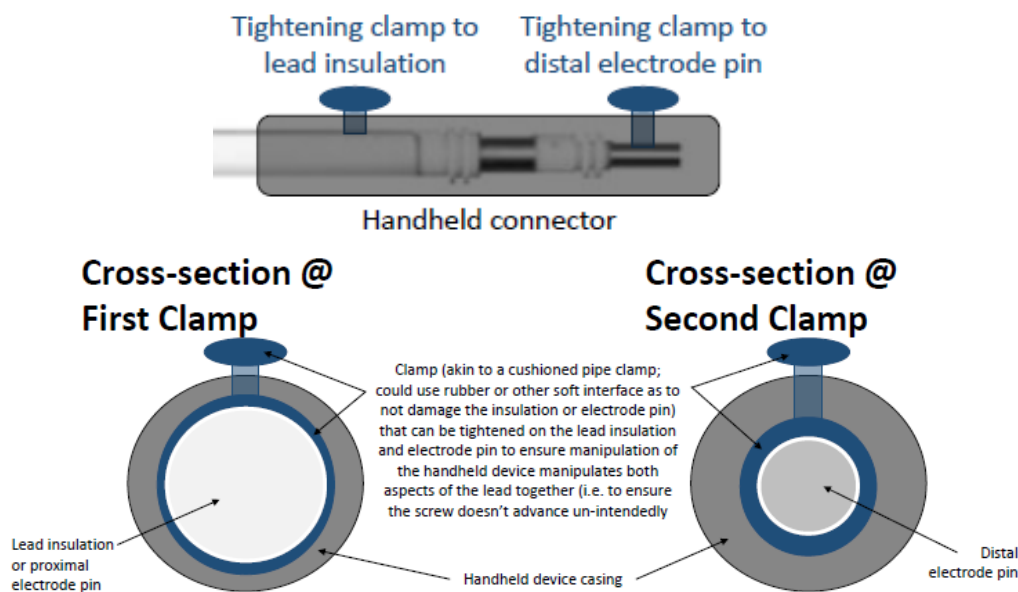 Tightening clamp to
lead insulation
Tightening clamp to
distal electrode pin
Handheld connector
Cross-section @
First Clamp
Cross-section @
Second Clamp
Clamp (akin to a cushioned pipe clamp;
could use rubber or other soft interface as to
not damage the insulation or electrode pin)
that can be tightened on the lead insulation
and electrode pin to ensure manipulation of
the handheld device manipulates both
aspects of the lead together (i.e. to ensure
the screw doesn't advance un-intendedly
Lead insulation
or proximal
electrode pin
Handheld device casing
Distal
electrode pin